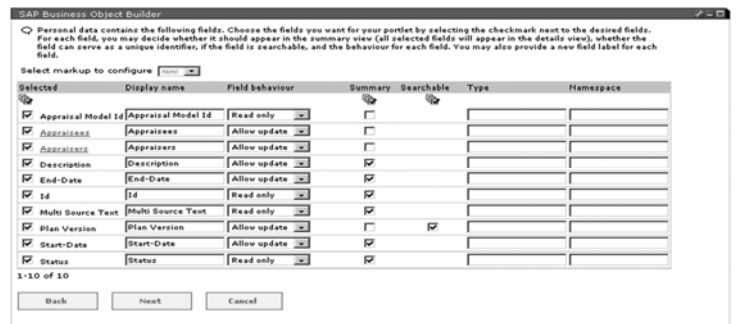 SAP Business Object Builder
Personal data contains the following fields. Choose the fields you want for your portlet by selecting the checkmark next to the desired fields.
For each field, you may decide whether it should appear in the summary view (all selected fields will appear in the details view), whether the
field can serve as a unique identifier, if the field is searchable, and the behaviour for each field. You may also provide a new field label for each
field.
Select markup to configure html
Selected Display name Field behaviour Summary Searchable Type Namespace
Appraisal Model Id Appraisal Model Id Read only
Appraisees Appraisees Allow update
Appraisers Appraisers Allow update
Description Description Allow update
End-Date End-Date Allow update
Id Id Read only
Multi Source Text Multi Source Text Read only
Plan Version Plan Version Allow update
Start-Date Start-Date Allow update
Status Status Read only
1-10 of 10
Back Next Cancel